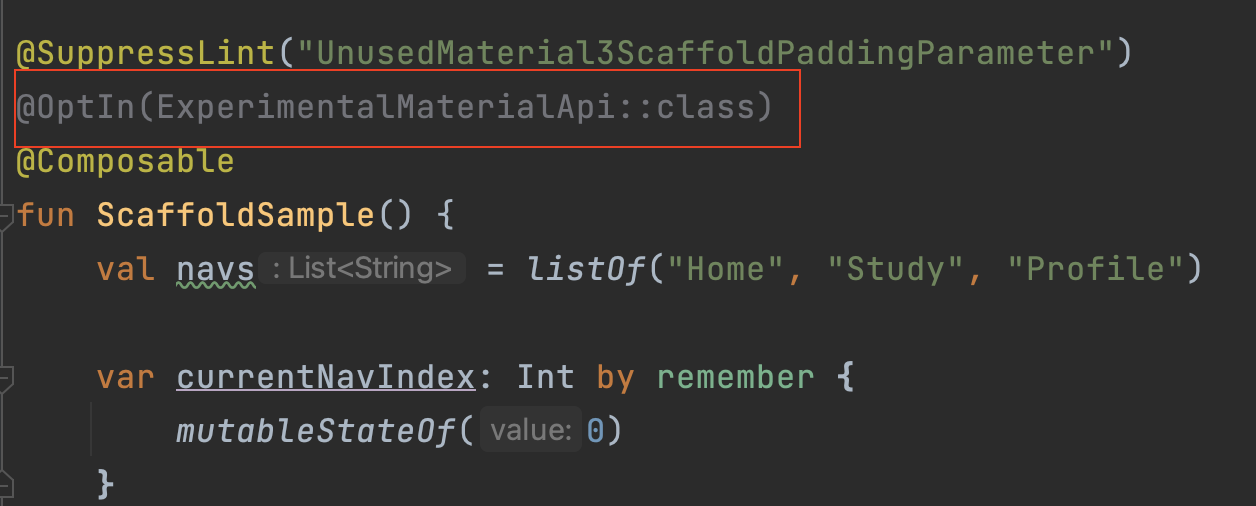 @SuppressLint("UnusedMaterial3ScaffoldPaddingParameter")
@OptIn(ExperimentalMaterialApi::class)
@Composable
fun ScaffoldSample() {
    val navs : List<String> = listOf("Home", "Study", "Profile")
    var currentNavIndex: Int by remember {
        mutableStateOf( value: 0)
    }